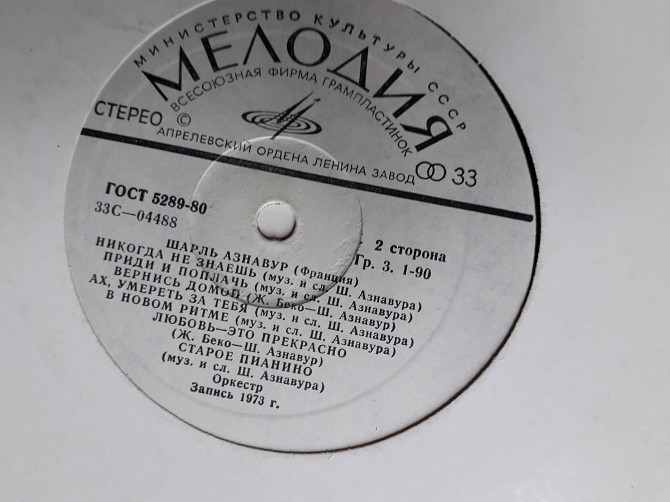 МИНИСТЕРСТВО КУЛЬТУРЫ СССР
МЕЛОДИЯ
ВСЕСОЮЗНАЯ ФИРМА ГРАМПЛАСТИНОК
СТЕРЕО ©
АПРЕЛЕВСКИЙ ОРДЕНА ЛЕНИНА ЗАВОД
33
ГОСТ 5289-80
33С—04488
2 сторона
Гр. 3. 1-90
ШАРЛЬ АЗНАВУР (Франция)
НИКОГДА НЕ ЗНАЕШЬ (муз. и сл. Ш. Азнавура)
ПРИДИ И ПОПЛАЧЬ (муз. и сл. Ш. Азнавура)
ВЕРНИСЬ ДОМОЙ (Ж. Беко—Ш. Азнавур)
АХ, УМЕРЕТЬ ЗА ТЕБЯ (муз. и сл. Ш. Азнавура)
В НОВОМ РИТМЕ (муз. и сл. Ш. Азнавура)
ЛЮБОВЬ—ЭТО ПРЕКРАСНО
(Ж. Беко—Ш. Азнавур)
СТАРОЕ ПИАНИНО
(муз. и сл. Ш. Азнавура)
Оркестр
Запись 1973 г.